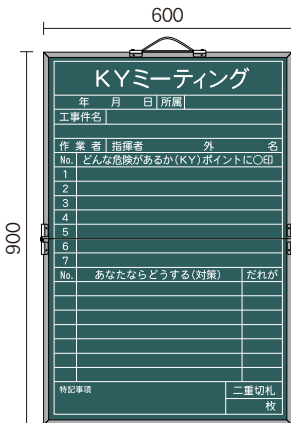 600
900
KYミーティング
年 月 日 所属
工事件名
作業者 指揮者 外 名
No. どんな危険があるか(KY)ポイントに〇印
1
2
3
4
5
6
7
No. あなたならどうする(対策) だれが
特記事項 二重切札
枚